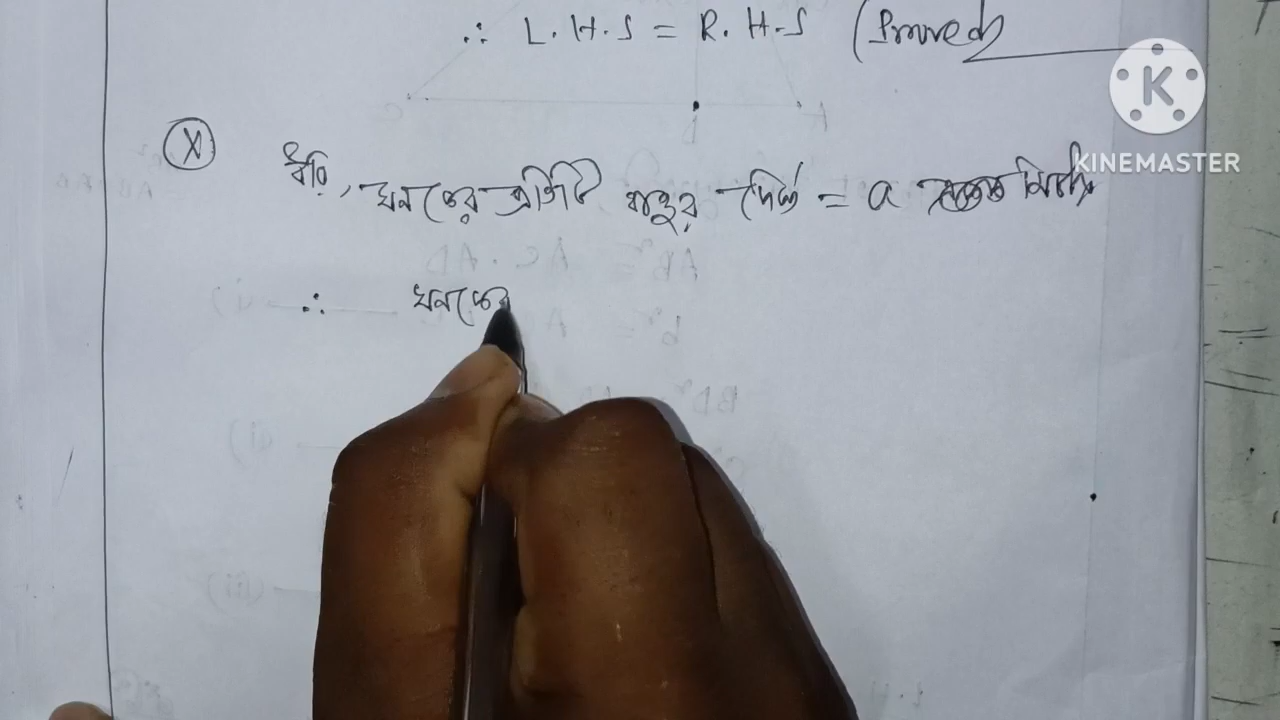 ∴ L.H.S = R.H.S (Proved)
K
KINEMASTER
Ⓧ ধরি, ঘনকের প্রতিটি বাহুর দৈর্ঘ্য = a মিটার
∴ ঘনকের